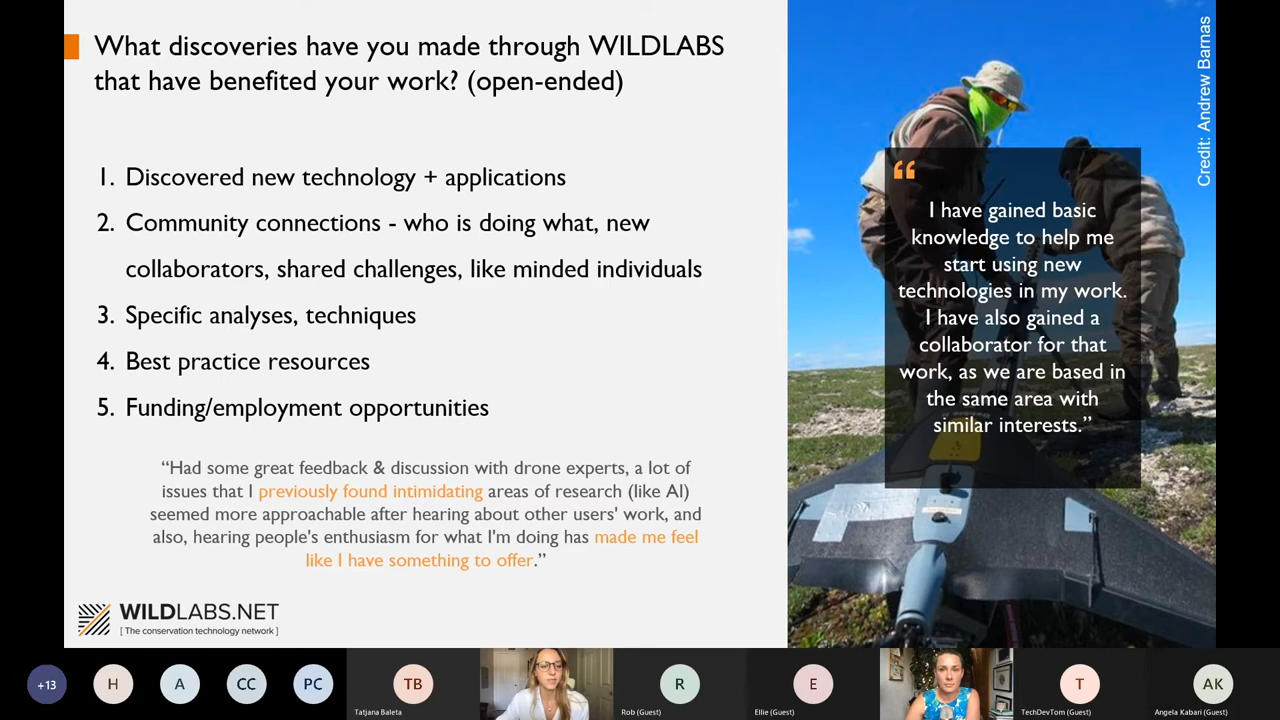 What discoveries have you made through WILDLABS
that have benefited your work? (open-ended)
1. Discovered new technology + applications
2. Community connections - who is doing what, new
collaborators, shared challenges, like minded individuals
3. Specific analyses, techniques
4. Best practice resources
5. Funding/employment opportunities
“Had some great feedback & discussion with drone experts, a lot of
issues that I previously found intimidating areas of research (like AI)
seemed more approachable after hearing about other users' work, and
also, hearing people's enthusiasm for what I'm doing has made me feel
like I have something to offer.”
WILDLABS.NET
[ The conservation technology network ]
Credit: Andrew Barnas
“
I have gained basic
knowledge to help me
start using new
technologies in my work.
I have also gained a
collaborator for that
work, as we are based in
the same area with
similar interests.”
+13
H
A
CC
PC
TB
Tatjana Baleta
R
Rob (Guest)
E
Ellie (Guest)
T
TechDevTom (Guest)
AK
Angela Kabari (Guest)